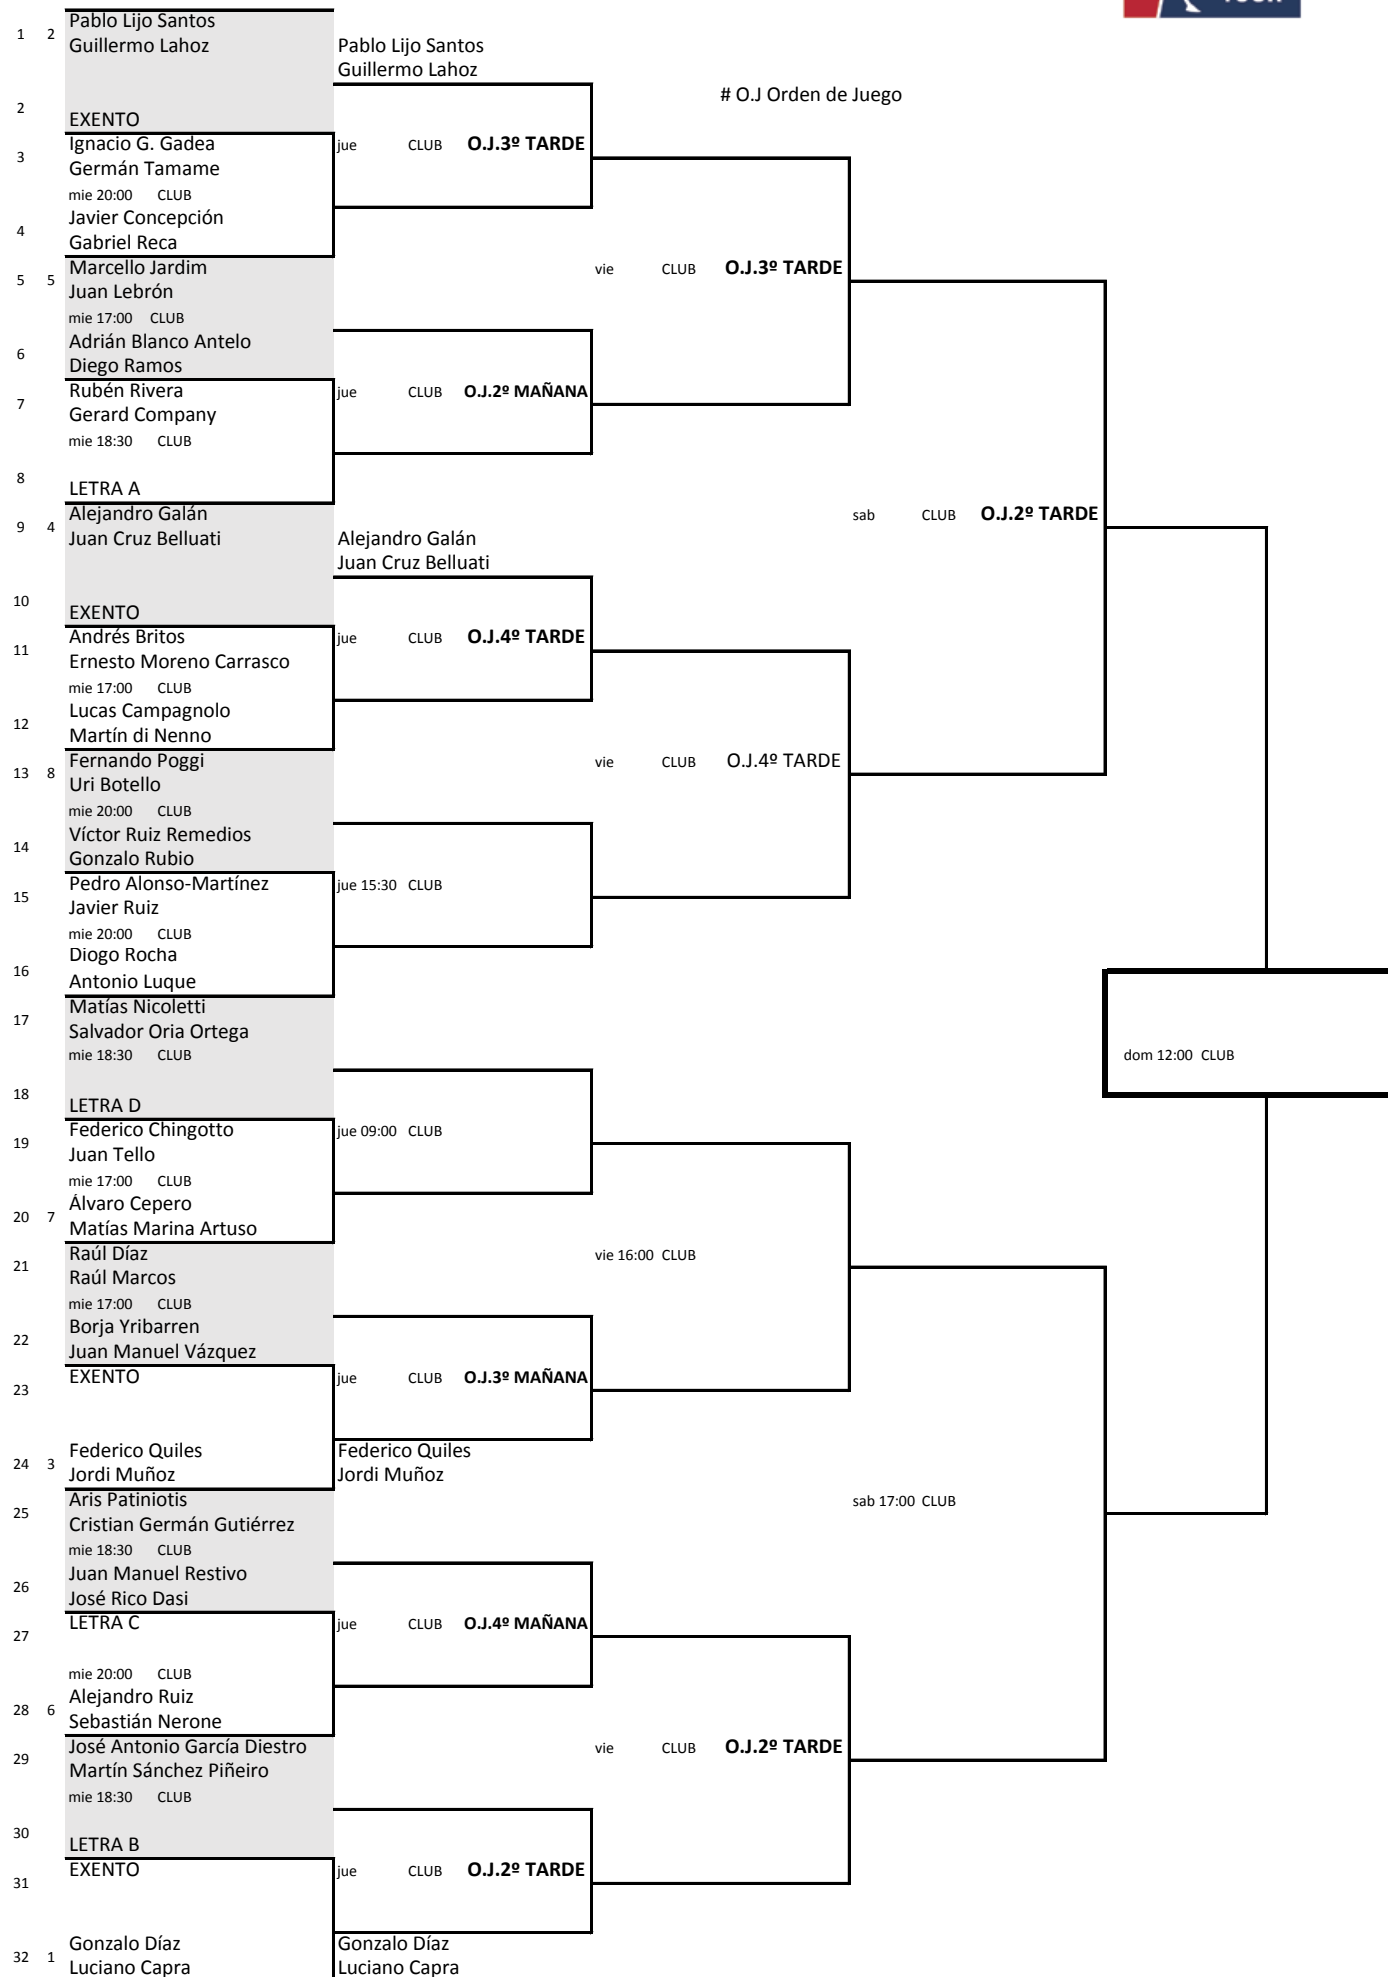 TOUR
1 2 Pablo Lijo Santos
Guillermo Lahoz
Pablo Lijo Santos
Guillermo Lahoz
# O.J Orden de Juego
2 EXENTO
3 Ignacio G. Gadea
Germán Tamame
jue CLUB O.J.3º TARDE
mie 20:00 CLUB
4 Javier Concepción
Gabriel Reca
5 5 Marcello Jardim
Juan Lebrón
vie CLUB O.J.3º TARDE
mie 17:00 CLUB
6 Adrián Blanco Antelo
Diego Ramos
7 Rubén Rivera
Gerard Company
jue CLUB O.J.2º MAÑANA
mie 18:30 CLUB
8 LETRA A
9 4 Alejandro Galán
Juan Cruz Belluati
sab CLUB O.J.2º TARDE
Alejandro Galán
Juan Cruz Belluati
10 EXENTO
11 Andrés Britos
Ernesto Moreno Carrasco
jue CLUB O.J.4º TARDE
mie 17:00 CLUB
12 Lucas Campagnolo
Martín di Nenno
13 8 Fernando Poggi
Uri Botello
vie CLUB O.J.4º TARDE
mie 20:00 CLUB
14 Víctor Ruiz Remedios
Gonzalo Rubio
15 Pedro Alonso-Martínez
Javier Ruiz
jue 15:30 CLUB
mie 20:00 CLUB
16 Diogo Rocha
Antonio Luque
17 Matías Nicoletti
Salvador Oria Ortega
mie 18:30 CLUB
dom 12:00 CLUB
18 LETRA D
19 Federico Chingotto
Juan Tello
jue 09:00 CLUB
mie 17:00 CLUB
20 7 Álvaro Cepero
Matías Marina Artuso
21 Raúl Díaz
Raúl Marcos
vie 16:00 CLUB
mie 17:00 CLUB
22 Borja Yribarren
Juan Manuel Vázquez
23 EXENTO
jue CLUB O.J.3º MAÑANA
24 3 Federico Quiles
Jordi Muñoz
Federico Quiles
Jordi Muñoz
25 Aris Patiniotis
Cristian Germán Gutiérrez
sab 17:00 CLUB
mie 18:30 CLUB
26 Juan Manuel Restivo
José Rico Dasi
27 LETRA C
jue CLUB O.J.4º MAÑANA
mie 20:00 CLUB
28 6 Alejandro Ruiz
Sebastián Nerone
29 José Antonio García Diestro
Martín Sánchez Piñeiro
vie CLUB O.J.2º TARDE
mie 18:30 CLUB
30 LETRA B
31 EXENTO
jue CLUB O.J.2º TARDE
32 1 Gonzalo Díaz
Luciano Capra
Gonzalo Díaz
Luciano Capra